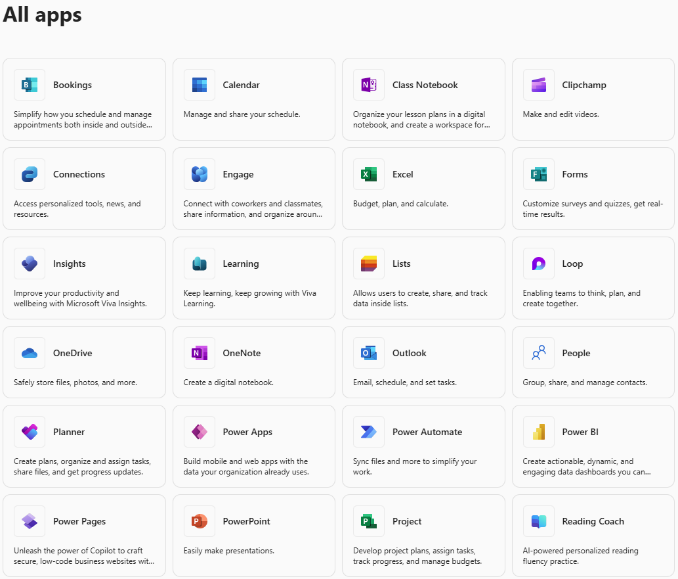 All apps
Bookings
Simplify how you schedule and manage
appointments both inside and outside...
Calendar
Manage and share your schedule.
Class Notebook
Organize your lesson plans in a digital
notebook, and create a workspace for...
Clipchamp
Make and edit videos.
Connections
Access personalized tools, news, and
resources.
Engage
Connect with coworkers and classmates,
share information, and organize aroun...
Excel
Budget, plan, and calculate.
Forms
Customize surveys and quizzes, get real-
time results.
Insights
Improve your productivity and
wellbeing with Microsoft Viva Insights.
Learning
Keep learning, keep growing with Viva
Learning.
Lists
Allows users to create, share, and track
data inside lists.
Loop
Enabling teams to think, plan, and
create together.
OneDrive
Safely store files, photos, and more.
OneNote
Create a digital notebook.
Outlook
Email, schedule, and set tasks.
People
Group, share, and manage contacts.
Planner
Create plans, organize and assign tasks,
share files, and get progress updates.
Power Apps
Build mobile and web apps with the
data your organization already uses.
Power Automate
Sync files and more to simplify your
work.
Power BI
Create actionable, dynamic, and
engaging data dashboards you can...
Power Pages
Unleash the power of Copilot to craft
secure, low-code business websites wit...
PowerPoint
Easily make presentations.
Project
Develop project plans, assign tasks,
track progress, and manage budgets.
Reading Coach
AI-powered personalized reading
fluency practice.